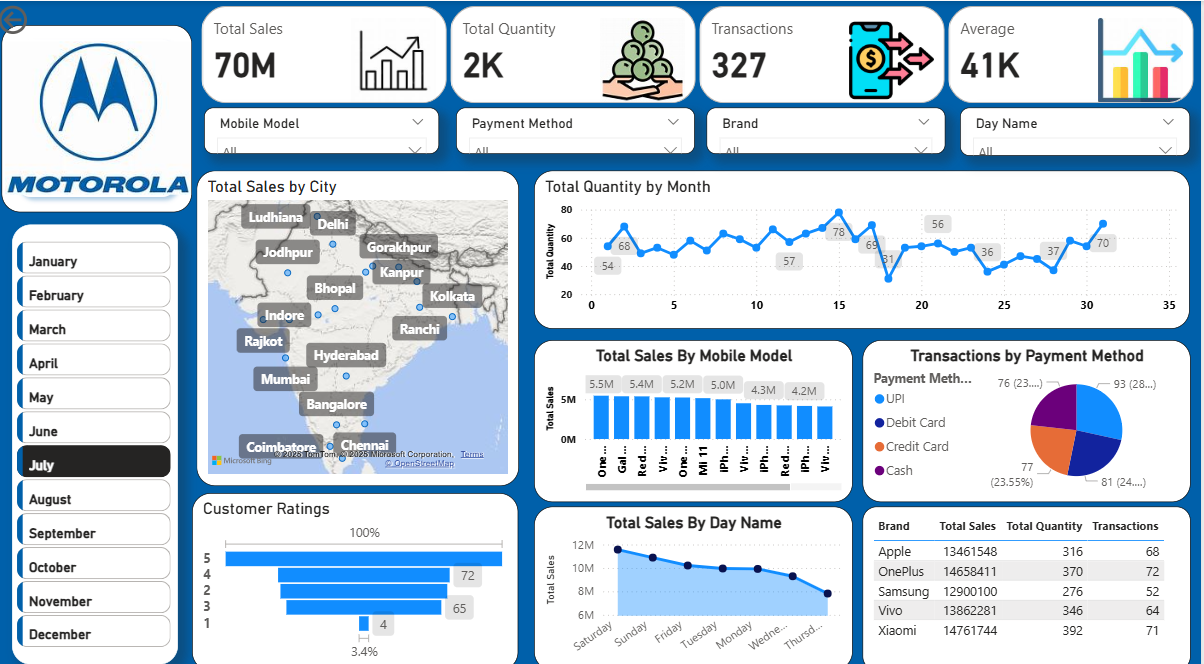 Total Sales
70M
Total Quantity
2K
Transactions
327
Average
41K
MOTOROLA
Mobile Model
All
Payment Method
All
Brand
All
Day Name
All
January
February
March
April
May
June
July
August
September
October
November
December
Total Sales by City
Ludhiana
Delhi
Jodhpur
Gorakhpur
Kanpur
Bhopal
Kolkata
Indore
Ranchi
Rajkot
Hyderabad
Mumbai
Bangalore
Coimbatore
Chennai
Microsoft Bing
© 2025 TomTom, © 2025 Microsoft Corporation, Terms
© OpenStreetMap
Total Quantity by Month
Total Quantity
80
60
40
20
54
68
57
78
69
31
56
36
37
70
0 5 10 15 20 25 30 35
Total Sales By Mobile Model
Total Sales
5M
0M
5.5M 5.4M 5.2M 5.0M 4.3M 4.2M
One ...
Gal...
Red...
Viv...
One ...
MI 11
iPh...
Viv...
iPh...
Red...
iPh...
Viv...
Transactions by Payment Method
Payment Meth...
UPI
Debit Card
Credit Card
Cash
76 (23....)
93 (28...)
77
(23.55%)
81 (24....)
Customer Ratings
100%
5
4 72
2
3 65
1 4
3.4%
Total Sales By Day Name
Total Sales
12M
10M
8M
6M
Saturday
Sunday
Friday
Tuesday
Monday
Wedne...
Thursd...
Brand Total Sales Total Quantity Transactions
Apple 13461548 316 68
OnePlus 14658411 370 72
Samsung 12900100 276 52
Vivo 13862281 346 64
Xiaomi 14761744 392 71